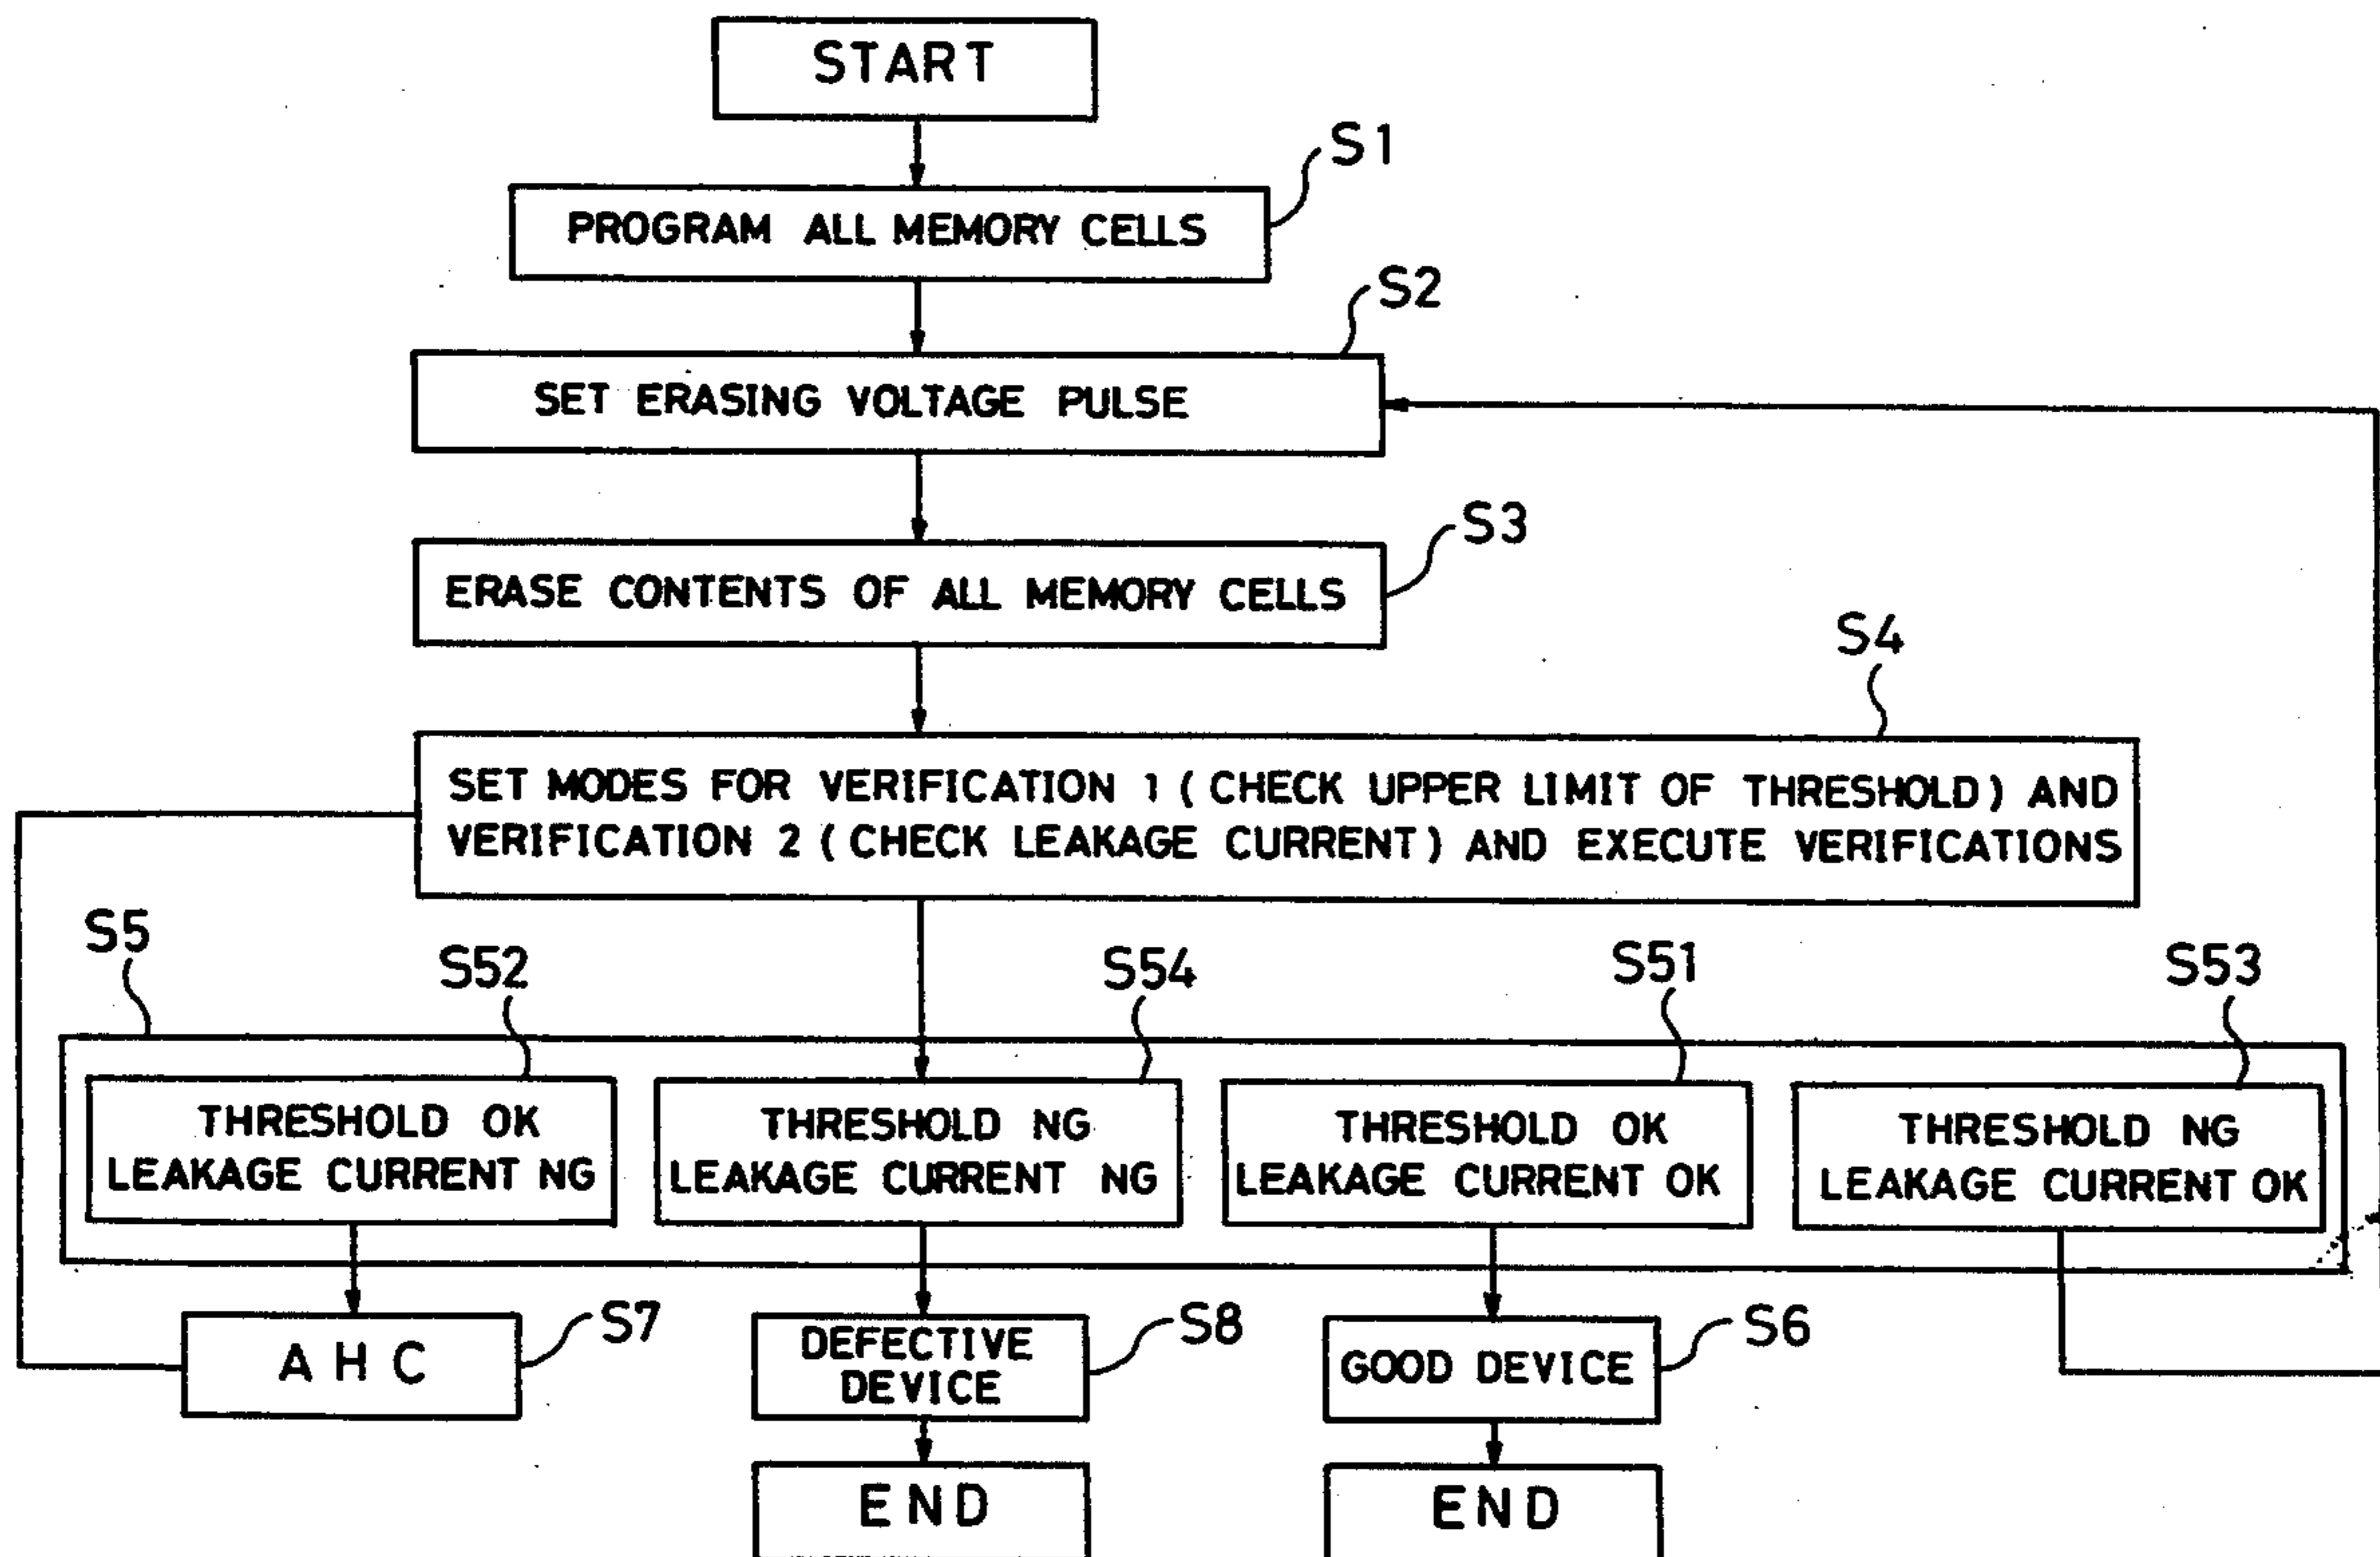 START
S1
PROGRAM ALL MEMORY CELLS
S2
SET ERASING VOLTAGE PULSE
S3
ERASE CONTENTS OF ALL MEMORY CELLS
S4
SET MODES FOR VERIFICATION 1 (CHECK UPPER LIMIT OF THRESHOLD) AND
VERIFICATION 2 (CHECK LEAKAGE CURRENT) AND EXECUTE VERIFICATIONS
S5
S52
S54
S51
S53
THRESHOLD OK
LEAKAGE CURRENT NG
THRESHOLD NG
LEAKAGE CURRENT NG
THRESHOLD OK
LEAKAGE CURRENT OK
THRESHOLD NG
LEAKAGE CURRENT OK
AHC
S7
DEFECTIVE
DEVICE
S8
GOOD DEVICE
S6
END
END